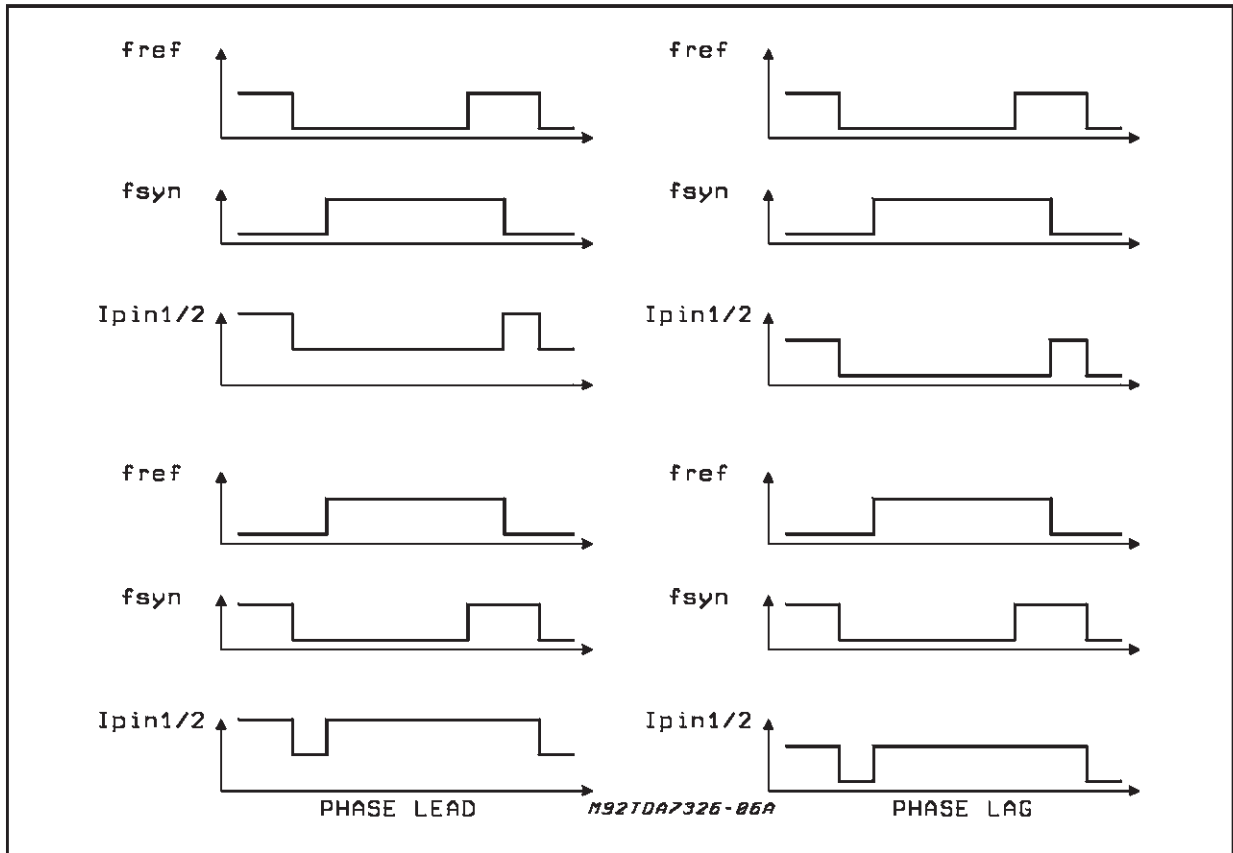 fref
fref
fsyn
fsyn
Ipin1/2
Ipin1/2
fref
fref
fsyn
fsyn
Ipin1/2
Ipin1/2
PHASE LEAD
M92TDA7326-06A
PHASE LAG